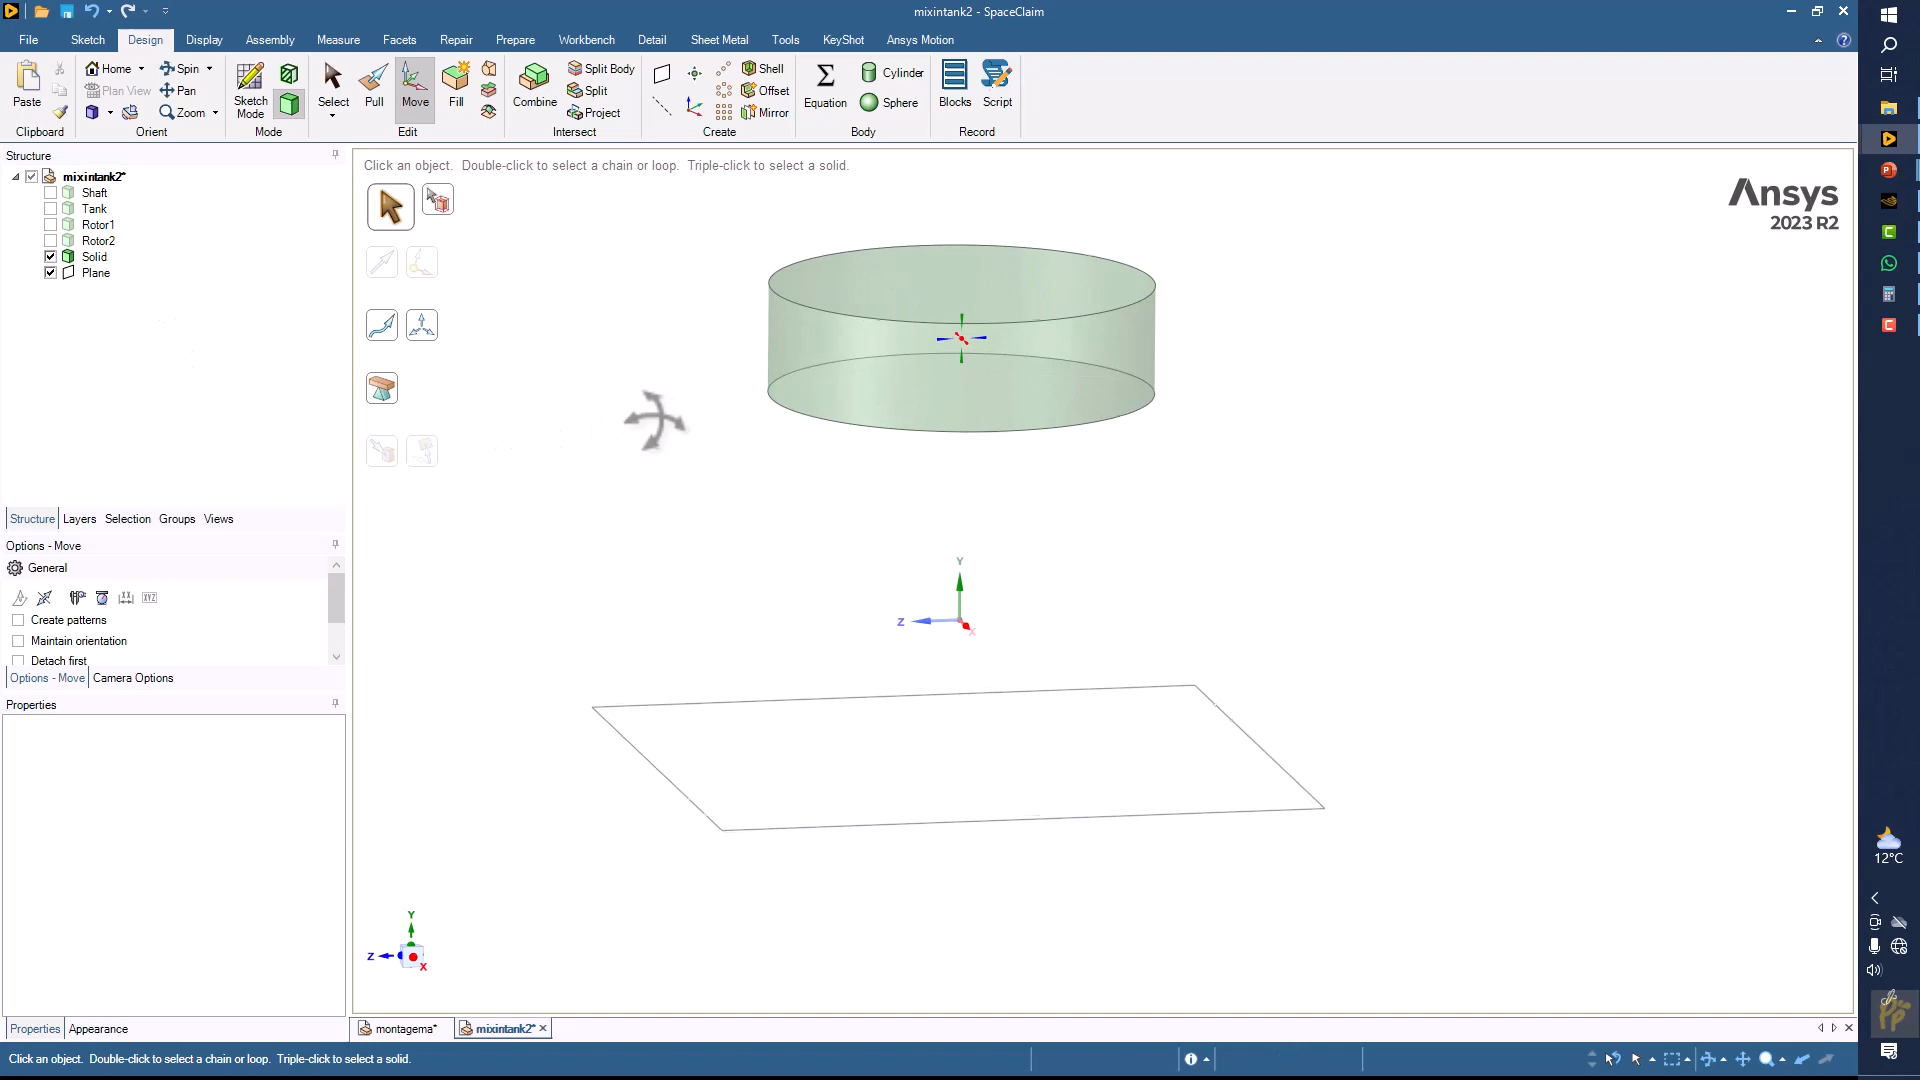 mixintank2 - SpaceClaim
File Sketch Design Display Assembly Measure Facets Repair Prepare Workbench Detail Sheet Metal Tools KeyShot Ansys Motion
Paste
Clipboard
Home Spin
Plan View Pan
Zoom
Orient
Sketch Mode
Mode
Select Pull Move Fill
Edit
Combine Split Body
Split
Project
Intersect
Shell
Offset
Mirror
Create
Equation Cylinder
Sphere
Body
Blocks Script
Record
Structure
mixintank2*
Shaft
Tank
Rotor1
Rotor2
Solid
Plane
Structure Layers Selection Groups Views
Options - Move
General
Create patterns
Maintain orientation
Detach first
Options - Move Camera Options
Properties
Properties Appearance
Click an object. Double-click to select a chain or loop. Triple-click to select a solid.
Ansys
2023 R2
Y
Z
X
Y
Z
X
montagema* mixintank2*
Click an object. Double-click to select a chain or loop. Triple-click to select a solid.
12°C